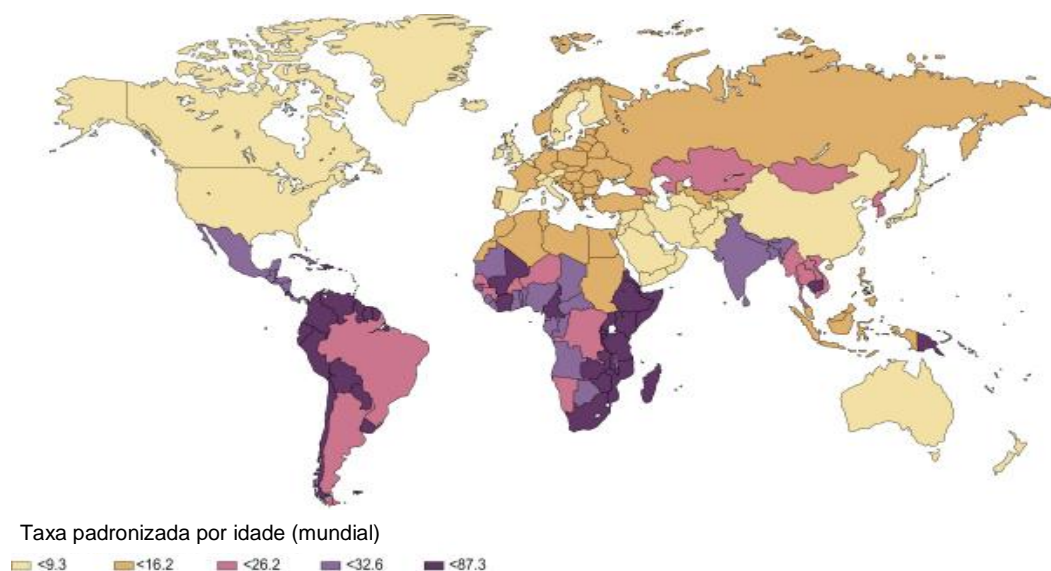 Taxa padronizada por idade (mundial)
<9.3 <16.2 <26.2 <32.6 <87.3